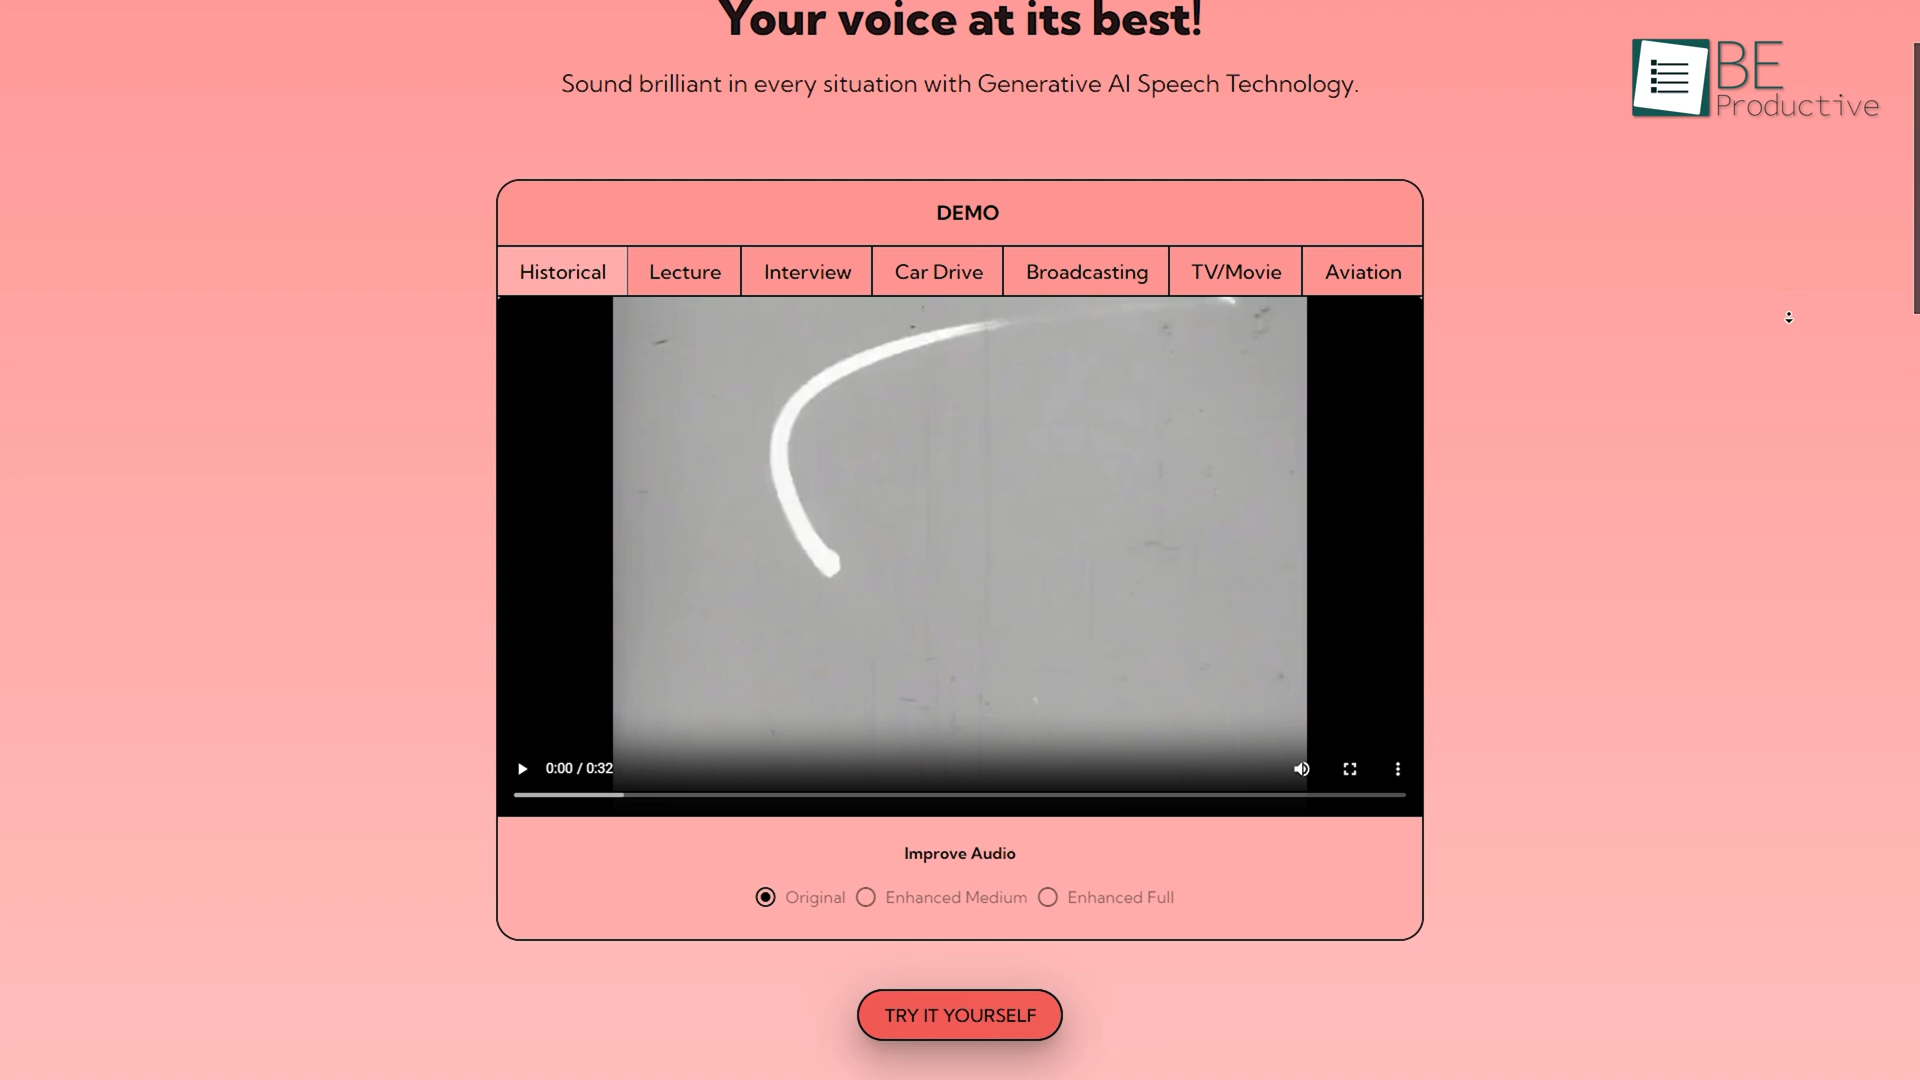 Your voice at its best!
Sound brilliant in every situation with Generative AI Speech Technology.
BE
Productive
DEMO
Historical Lecture Interview Car Drive Broadcasting TV/Movie Aviation
0:00 / 0:32
Improve Audio
Original Enhanced Medium Enhanced Full
TRY IT YOURSELF